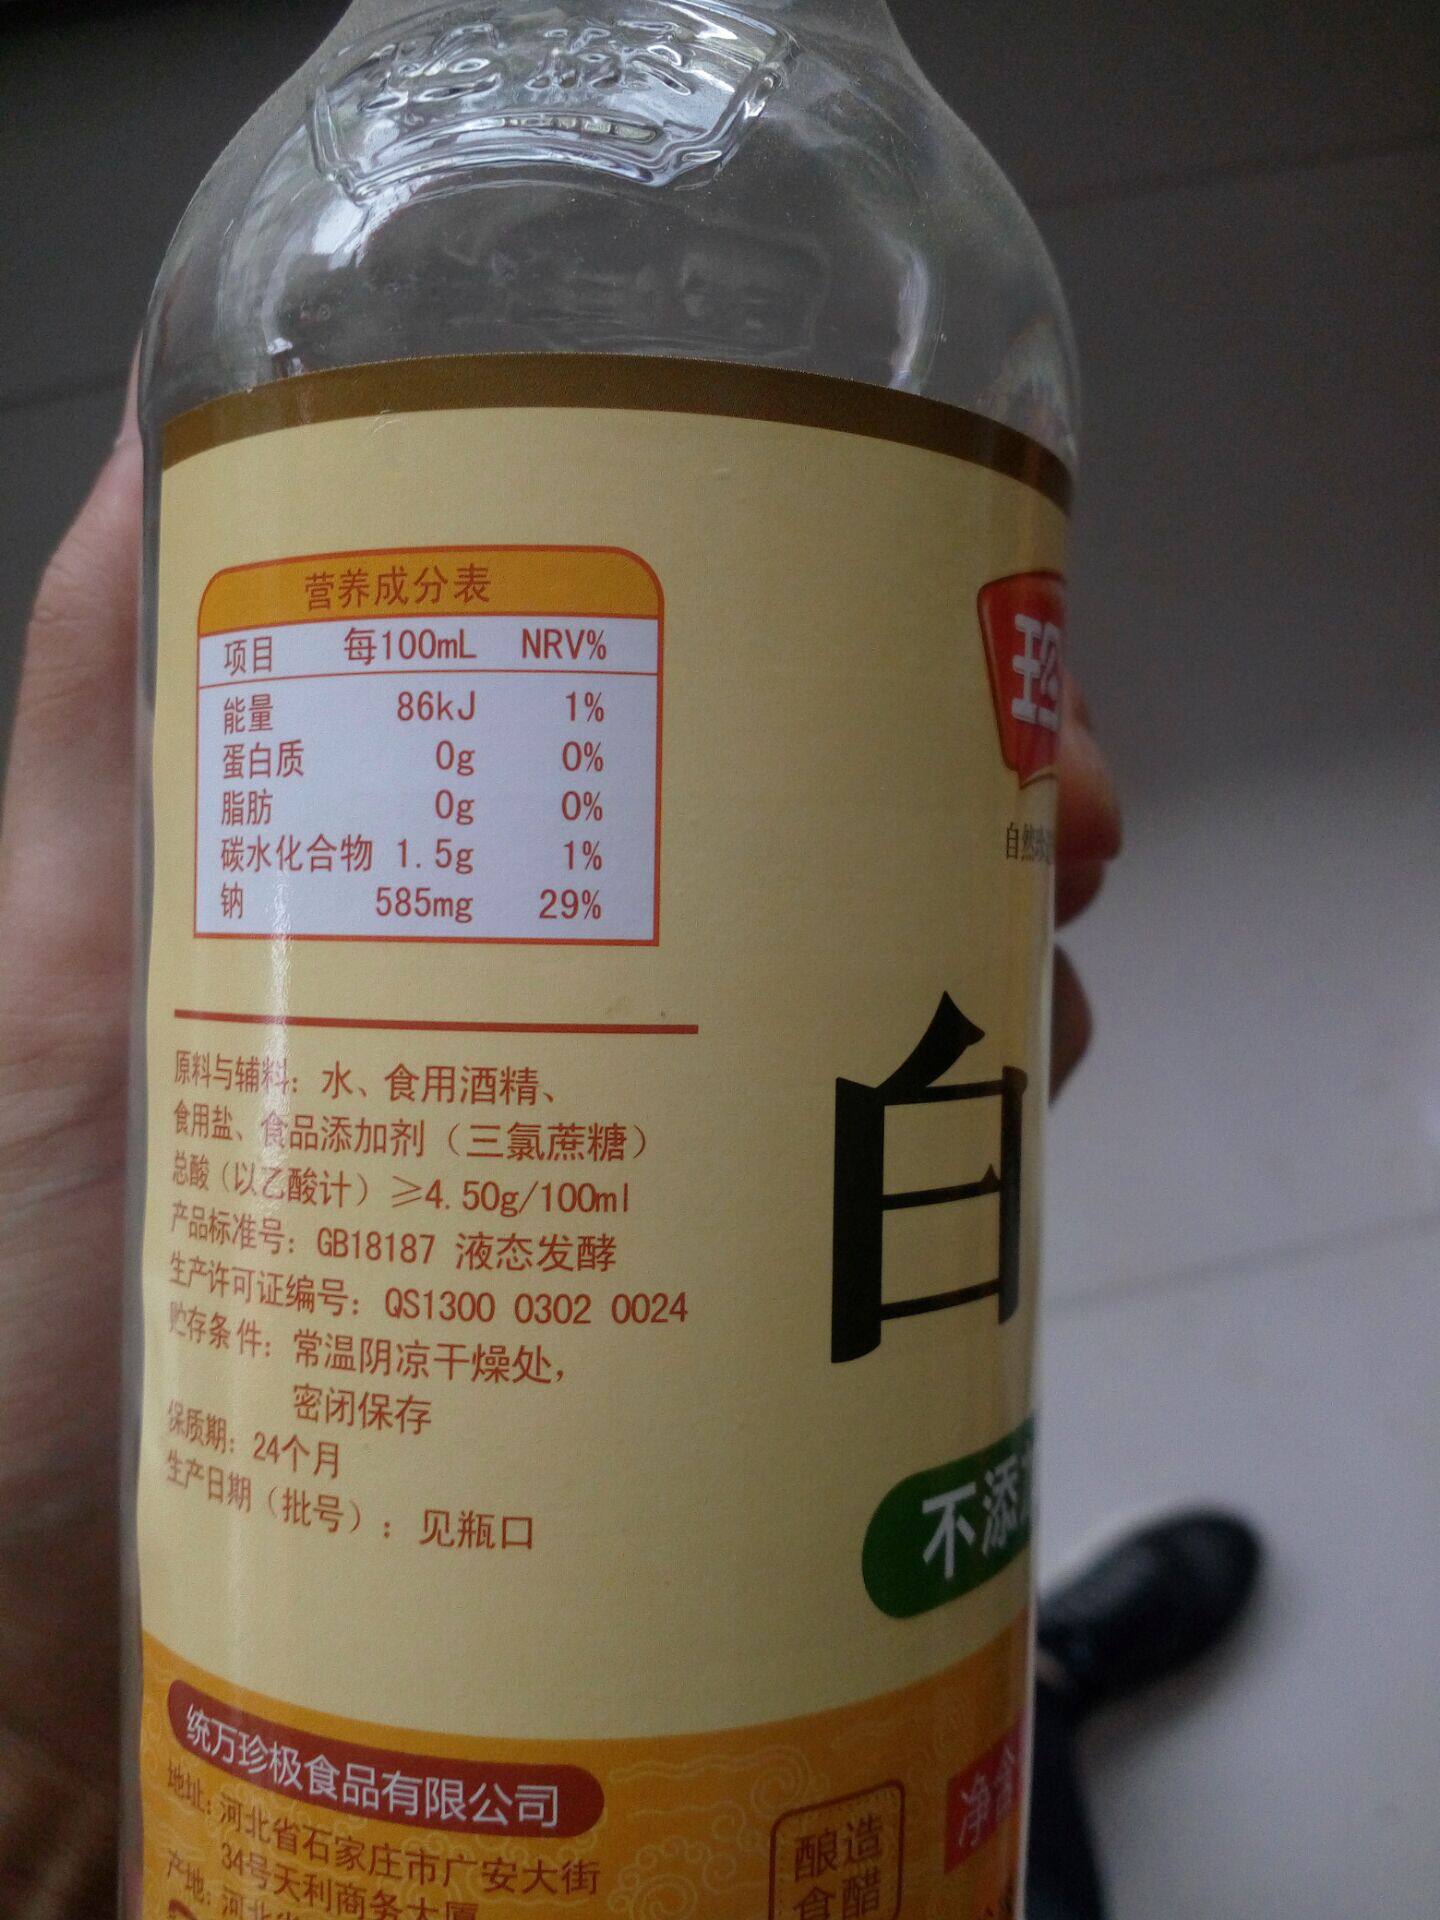 营养成分表
项目 每100mL NRV%
能量 86kJ 1%
蛋白质 0g 0%
脂肪 0g 0%
碳水化合物 1.5g 1%
钠 585mg 29%
原料与辅料：水、食用酒精、
食用盐、食品添加剂（三氯蔗糖）
总酸（以乙酸计）≥4.50g/100ml
产品标准号：GB18187 液态发酵
生产许可证编号：QS1300 0302 0024
贮存条件：常温阴凉干燥处，
密闭保存
保质期：24个月
生产日期（批号）：见瓶口
统万珍极食品有限公司
地址：河北省石家庄市广安大街
34号天利商务大厦
产地：河北省
珍
自然
白
不添
净含
酿造
食醋